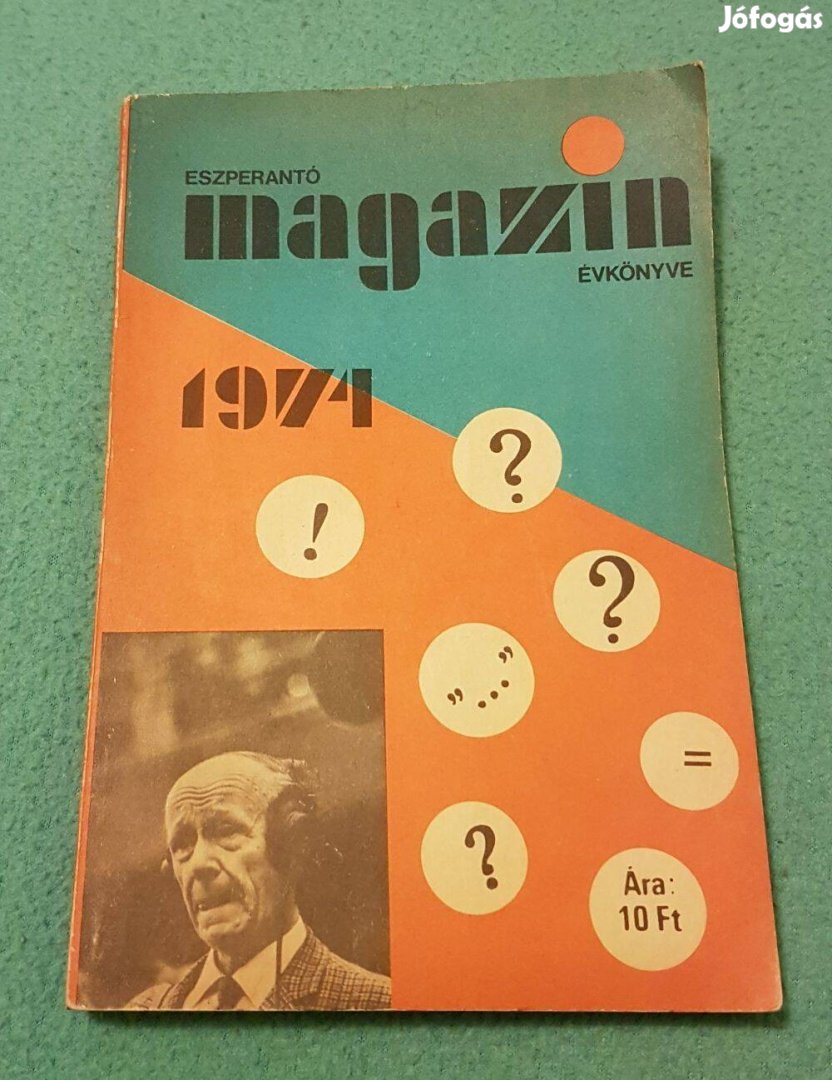 Jófogás
ESZPERANTÓ
magazin
ÉVKÖNYVE
1974
?
!
?
„...”
=
?
Ára:
10 Ft